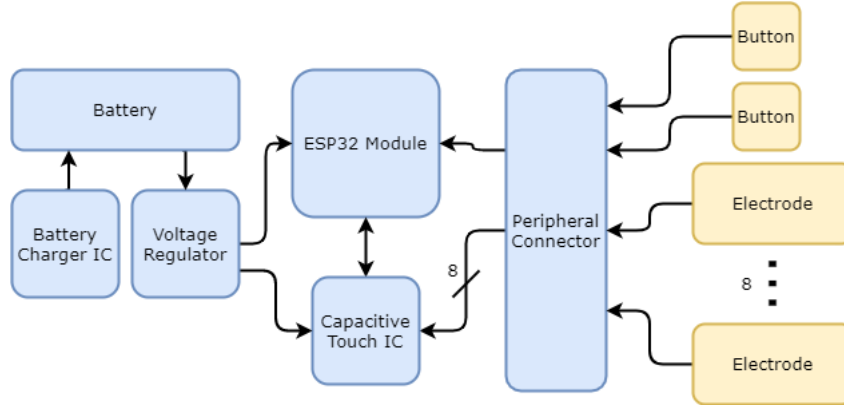 Button
Battery
ESP32 Module
Button
Battery
Charger IC
Voltage
Regulator
Peripheral
Connector
Electrode
8
8
Capacitive
Touch IC
Electrode